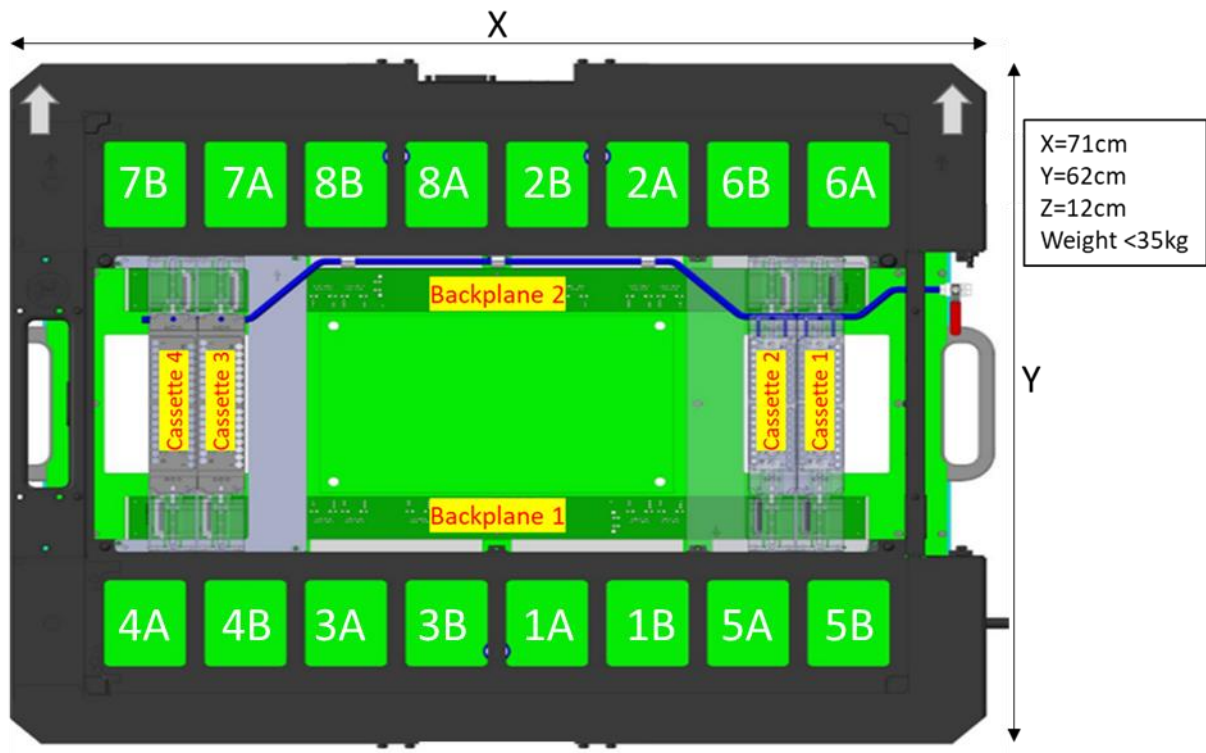 X
X=71cm
Y=62cm
Z=12cm
Weight <35kg
7B 7A 8B 8A 2B 2A 6B 6A
Backplane 2
Cassette 4
Cassette 3
Cassette 2
Cassette 1
Y
Backplane 1
4A 4B 3A 3B 1A 1B 5A 5B